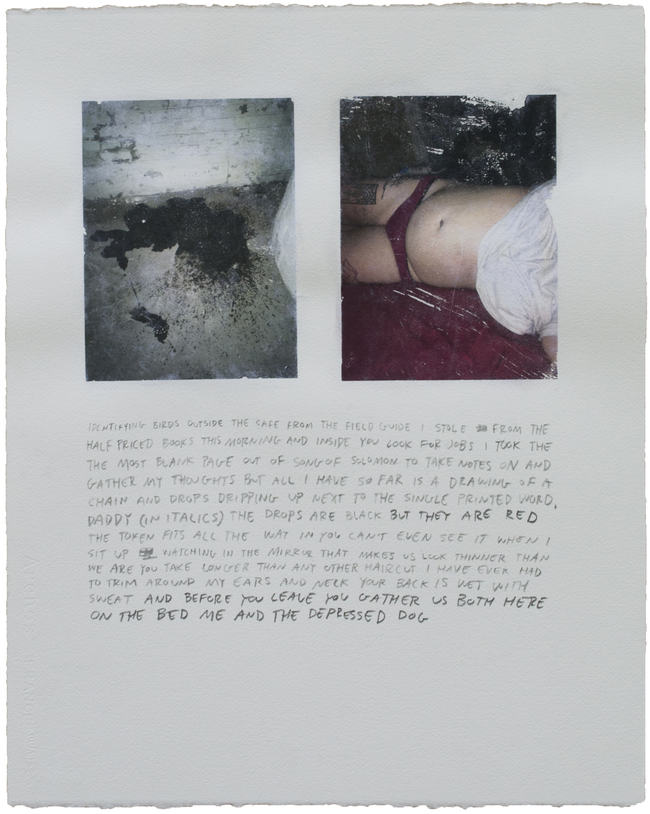 IDENTIFYING BIRDS OUTSIDE THE CAFE FROM THE FIELD GUIDE I STOLE FROM THE
HALF PRICED BOOKS THIS MORNING AND INSIDE YOU LOOK FOR JOBS I TOOK THE
THE MOST BLANK PAGE OUT OF SONG OF SOLOMON TO TAKE NOTES ON AND
GATHER MY THOUGHTS BUT ALL I HAVE SO FAR IS A DRAWING OF A
CHAIN AND DROPS DRIPPING UP NEXT TO THE SINGLE PRINTED WORD,
DADDY (IN ITALICS) THE DROPS ARE BLACK BUT THEY ARE RED
THE TOKEN FITS ALL THE WAY IN YOU CAN'T EVEN SEE IT WHEN I
SIT UP WATCHING IN THE MIRROR THAT MAKES US LOOK THINNER THAN
WE ARE YOU TAKE LONGER THAN ANY OTHER HAIRCUT I HAVE EVER HAD
TO TRIM AROUND MY EARS AND NECK YOUR BACK IS WET WITH
SWEAT AND BEFORE YOU LEAVE YOU GATHER US BOTH HERE
ON THE BED ME AND THE DEPRESSED DOG